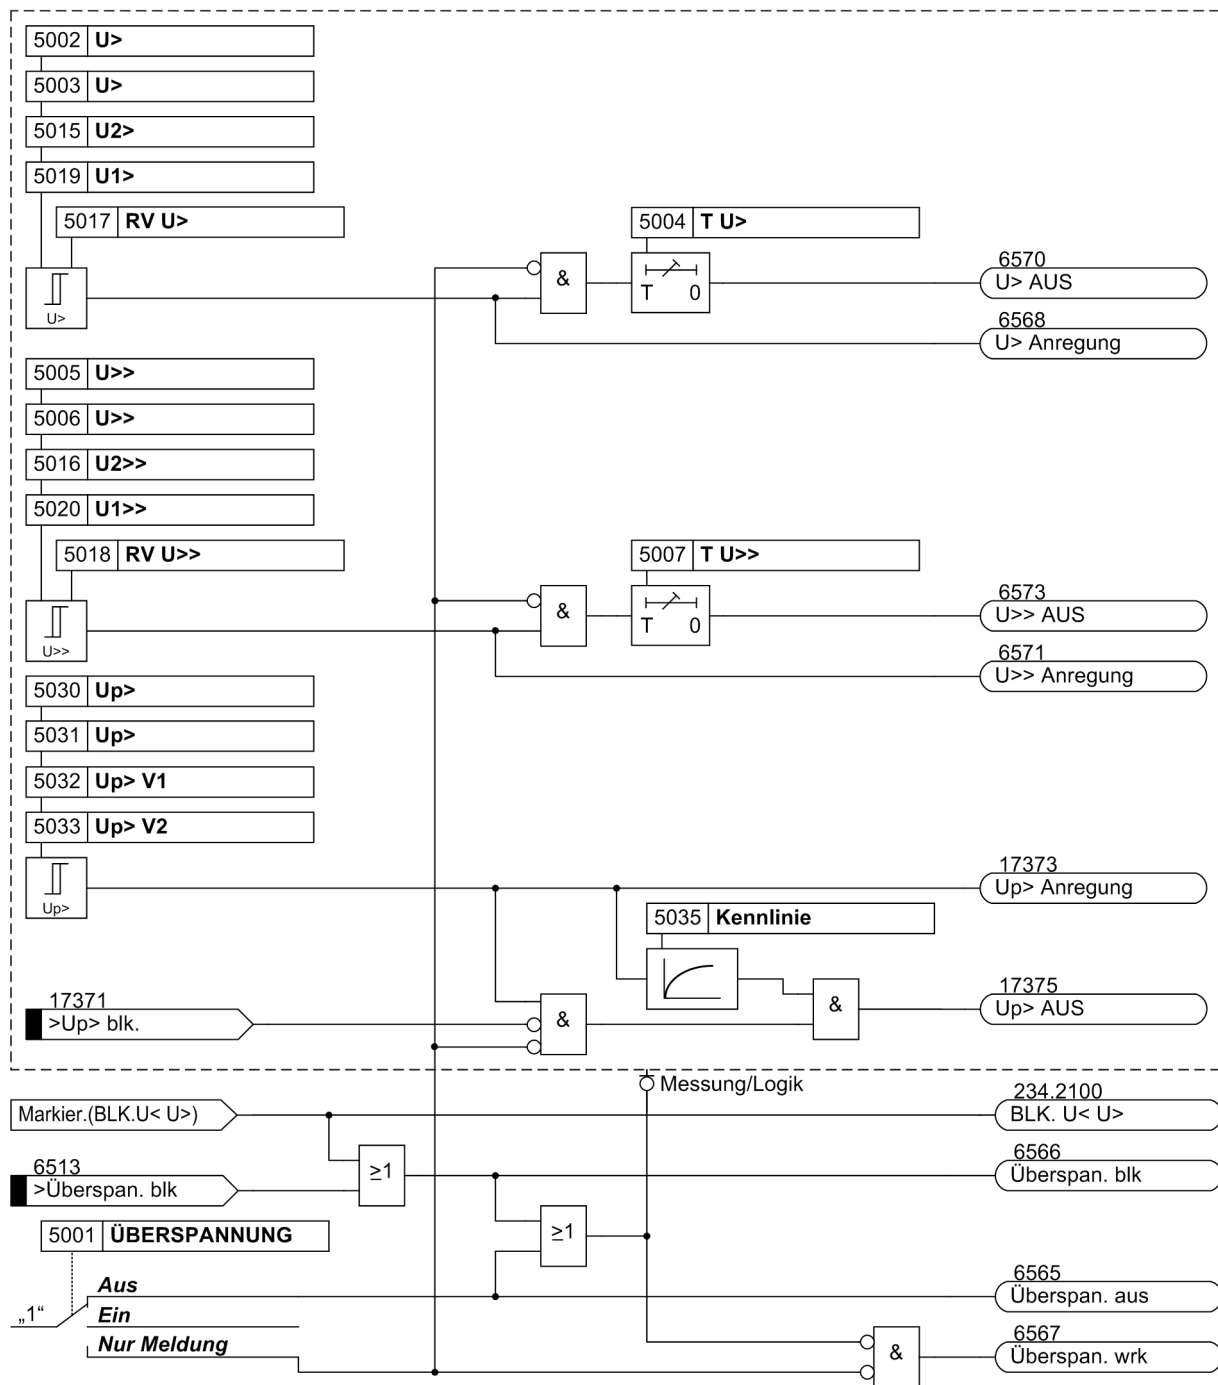 5002 U>
5003 U>
5015 U2>
5019 U1>
5017 RV U>
5004 T U>
U>
&
T 0
6570
U> AUS
6568
U> Anregung
5005 U>>
5006 U>>
5016 U2>>
5020 U1>>
5018 RV U>>
5007 T U>>
U>>
&
T 0
6573
U>> AUS
6571
U>> Anregung
5030 Up>
5031 Up>
5032 Up> V1
5033 Up> V2
Up>
17373
Up> Anregung
5035 Kennlinie
17371
>Up> blk.
&
&
17375
Up> AUS
Messung/Logik
Markier.(BLK.U< U>)
234.2100
BLK. U< U>
6513
>Überspan. blk
≥1
6566
Überspan. blk
5001 ÜBERSPANNUNG
≥1
„1“
Aus
Ein
Nur Meldung
6565
Überspan. aus
&
6567
Überspan. wrk